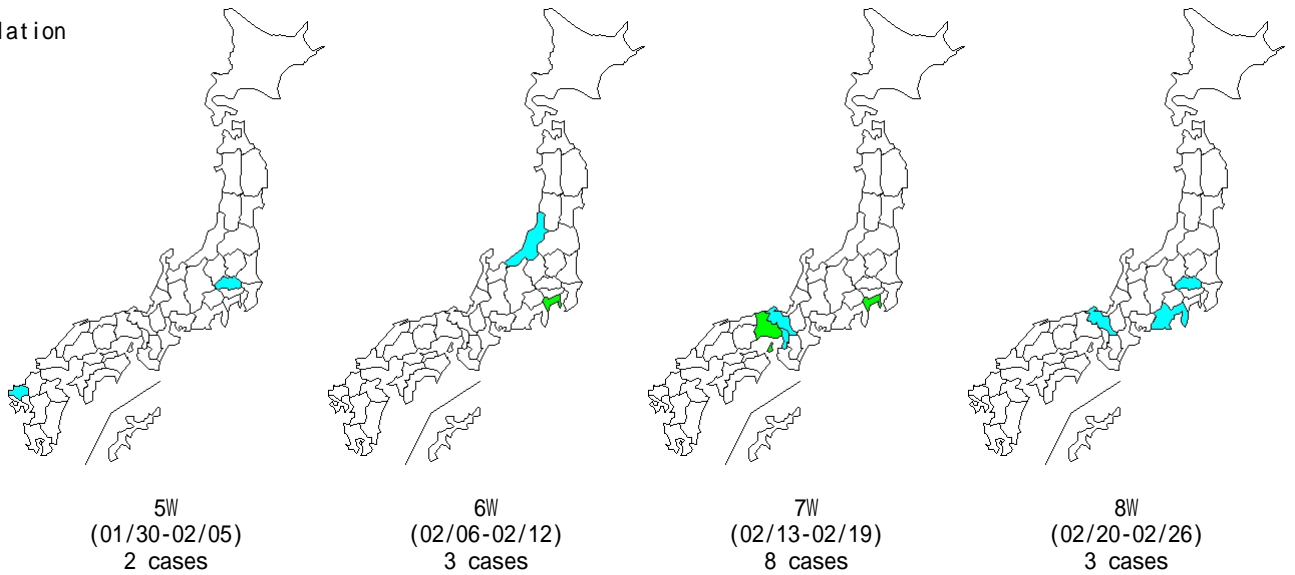 5W
(01/30-02/05)
2 cases
6W
(02/06-02/12)
3 cases
7W
(02/13-02/19)
8 cases
8W
(02/20-02/26)
3 cases